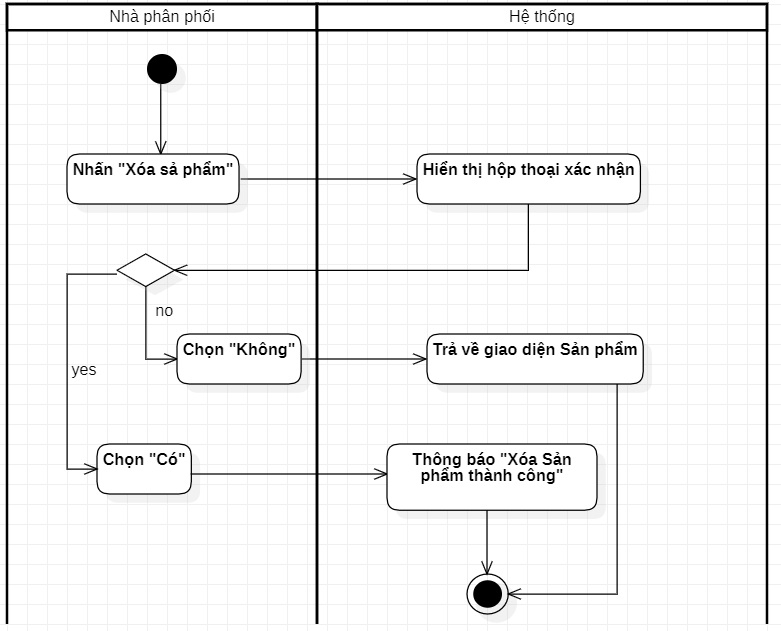 Nhà phân phối
Hệ thống
Nhấn "Xóa sả phẩm"
Hiển thị hộp thoại xác nhận
no
Chọn "Không"
Trả về giao diện Sản phẩm
yes
Chọn "Có"
Thông báo "Xóa Sản
phẩm thành công"